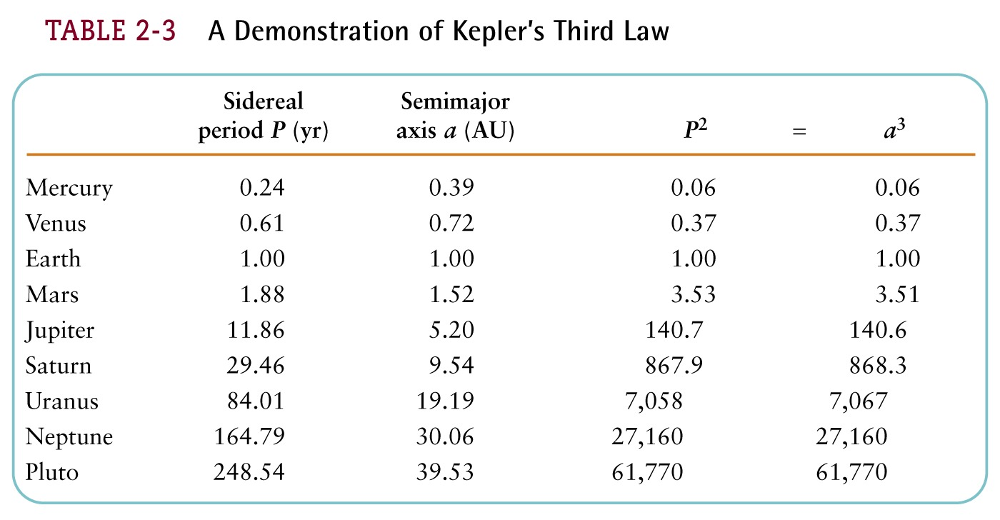 TABLE 2-3 A Demonstration of Kepler's Third Law
Sidereal Semimajor
period P (yr) axis a (AU) P² = a³
Mercury 0.24 0.39 0.06 0.06
Venus 0.61 0.72 0.37 0.37
Earth 1.00 1.00 1.00 1.00
Mars 1.88 1.52 3.53 3.51
Jupiter 11.86 5.20 140.7 140.6
Saturn 29.46 9.54 867.9 868.3
Uranus 84.01 19.19 7,058 7,067
Neptune 164.79 30.06 27,160 27,160
Pluto 248.54 39.53 61,770 61,770